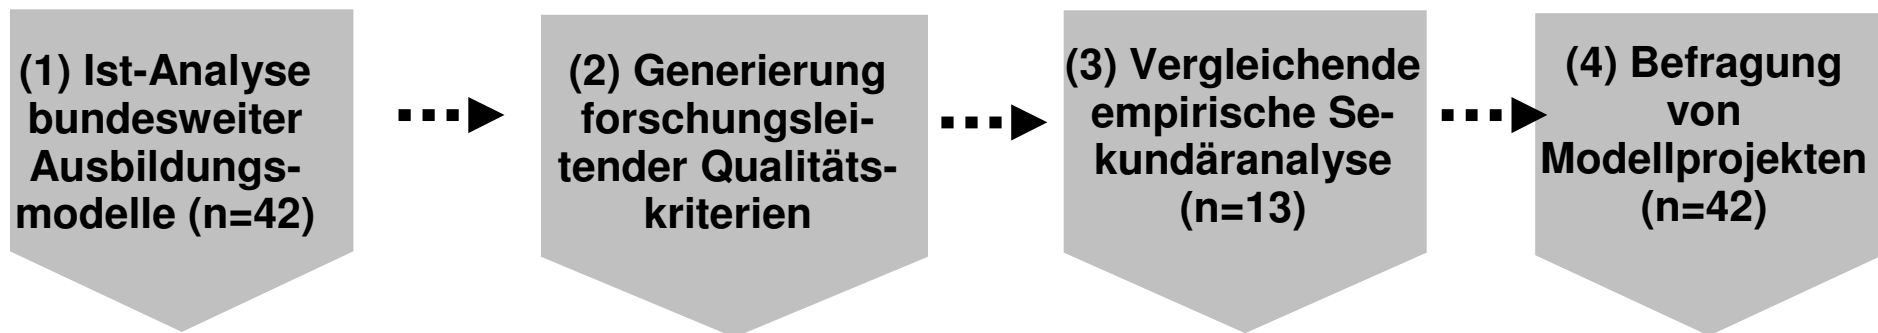 (1) Ist-Analyse
bundesweiter
Ausbildungs-
modelle (n=42)
(2) Generierung
forschungslei-
tender Qualitäts-
kriterien
(3) Vergleichende
empirische Se-
kundäranalyse
(n=13)
(4) Befragung
von
Modellprojekten
(n=42)